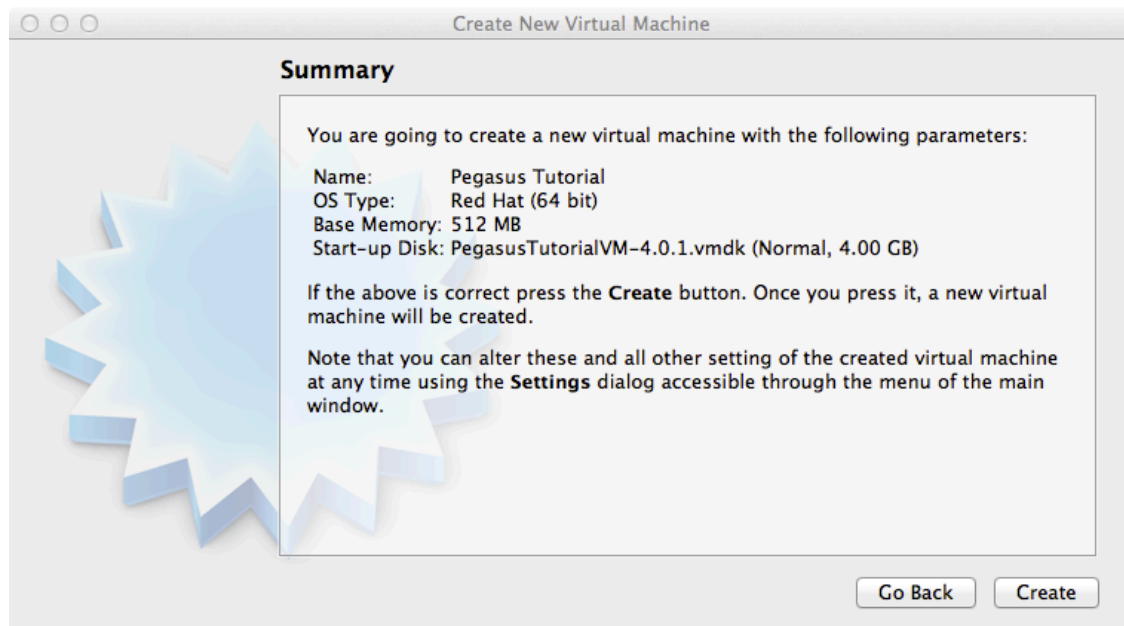 Create New Virtual Machine
Summary
You are going to create a new virtual machine with the following parameters:
Name: Pegasus Tutorial
OS Type: Red Hat (64 bit)
Base Memory: 512 MB
Start-up Disk: PegasusTutorialVM-4.0.1.vmdk (Normal, 4.00 GB)
If the above is correct press the Create button. Once you press it, a new virtual
machine will be created.
Note that you can alter these and all other setting of the created virtual machine
at any time using the Settings dialog accessible through the menu of the main
window.
Go Back
Create